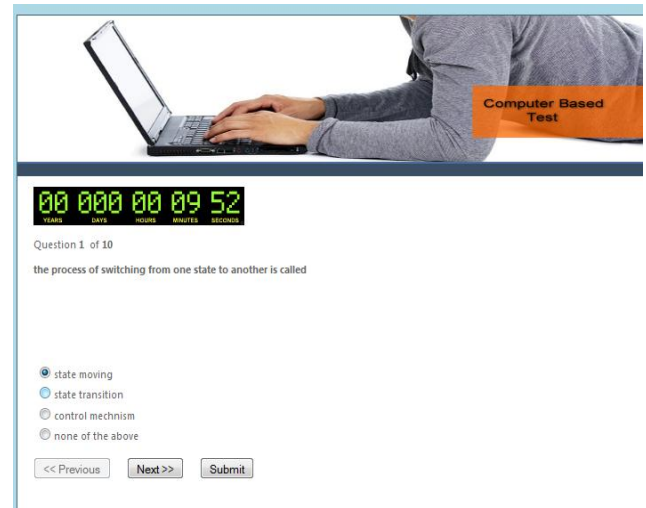 Computer Based
Test
00 000 00 09 52
YEARS DAYS HOURS MINUTES SECONDS
Question 1 of 10
the process of switching from one state to another is called
state moving
state transition
control mechnism
none of the above
<< Previous Next >> Submit